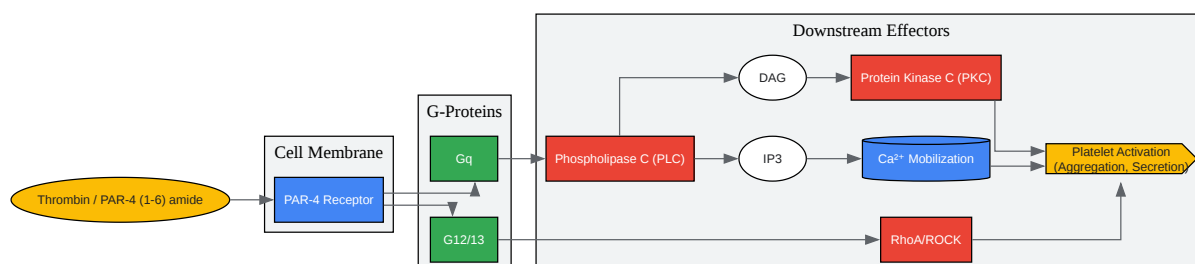 Downstream Effectors
DAG
Protein Kinase C (PKC)
G-Proteins
Cell Membrane
Gq
Phospholipase C (PLC)
IP3
Ca²⁺ Mobilization
Platelet Activation
(Aggregation, Secretion)
Thrombin / PAR-4 (1-6) amide
PAR-4 Receptor
G12/13
RhoA/ROCK